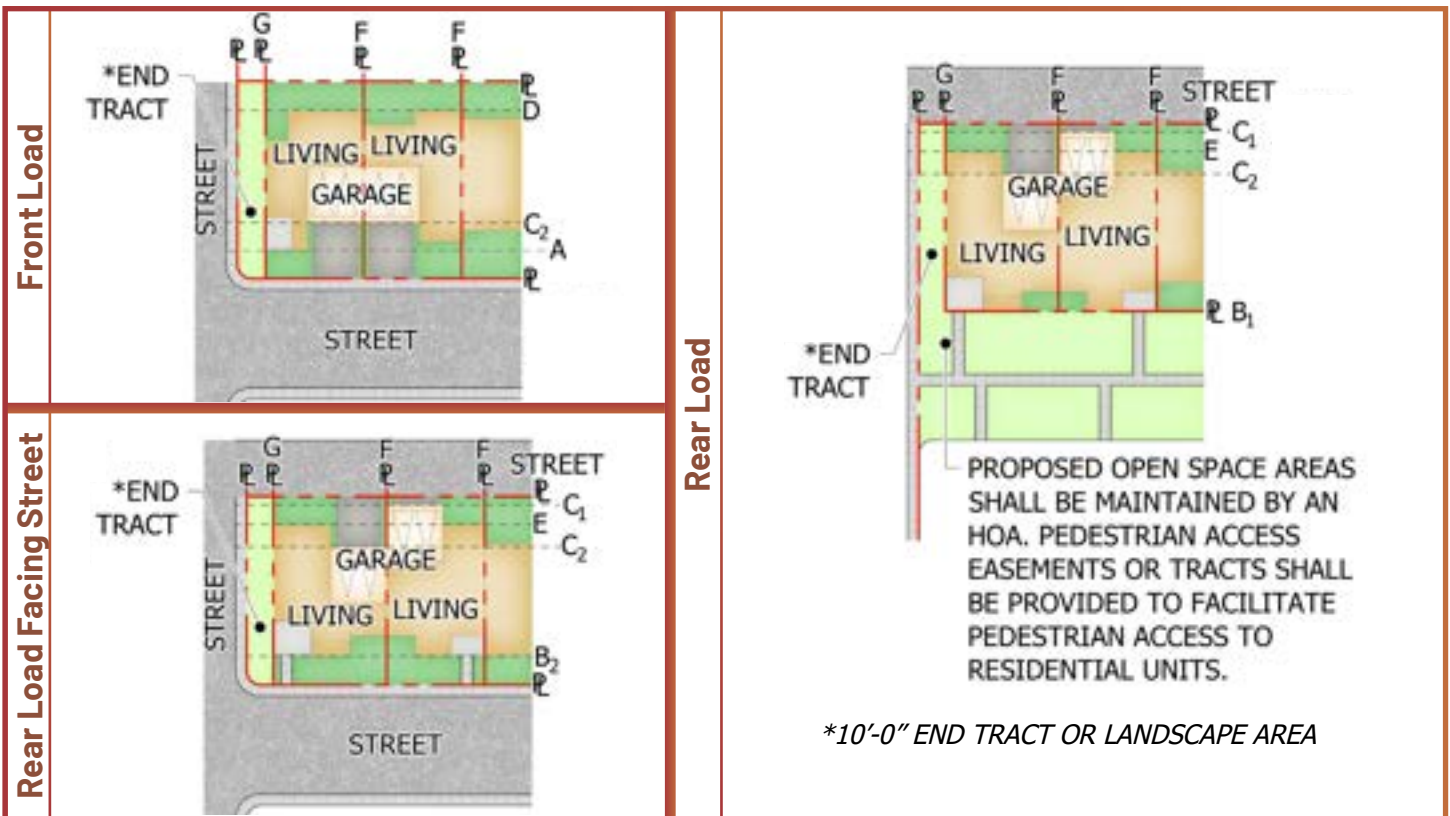 Front Load
G
F
F
℄ ℄
℄
℄
*END
TRACT
℄
D
LIVING
LIVING
GARAGE
STREET
C2
A
℄
STREET
Rear Load Facing Street
G
F
F
℄ ℄
℄
℄
STREET
*END
TRACT
℄
C1
E
C2
GARAGE
LIVING
LIVING
STREET
B2
℄
STREET
Rear Load
G
F
F
℄ ℄
℄
℄
STREET
℄
C1
E
C2
GARAGE
LIVING
LIVING
℄ B1
*END
TRACT
PROPOSED OPEN SPACE AREAS
SHALL BE MAINTAINED BY AN
HOA. PEDESTRIAN ACCESS
EASEMENTS OR TRACTS SHALL
BE PROVIDED TO FACILITATE
PEDESTRIAN ACCESS TO
RESIDENTIAL UNITS.
*10'-0" END TRACT OR LANDSCAPE AREA